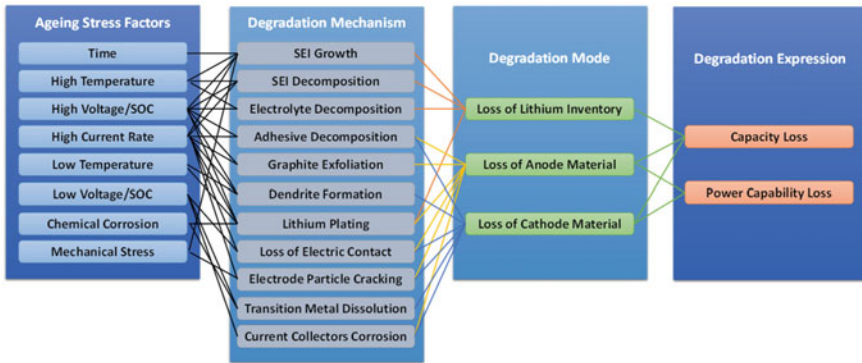 Ageing Stress Factors
Time
High Temperature
High Voltage/SOC
High Current Rate
Low Temperature
Low Voltage/SOC
Chemical Corrosion
Mechanical Stress
Degradation Mechanism
SEI Growth
SEI Decomposition
Electrolyte Decomposition
Adhesive Decomposition
Graphite Exfoliation
Dendrite Formation
Lithium Plating
Loss of Electric Contact
Electrode Particle Cracking
Transition Metal Dissolution
Current Collectors Corrosion
Degradation Mode
Loss of Lithium Inventory
Loss of Anode Material
Loss of Cathode Material
Degradation Expression
Capacity Loss
Power Capability Loss